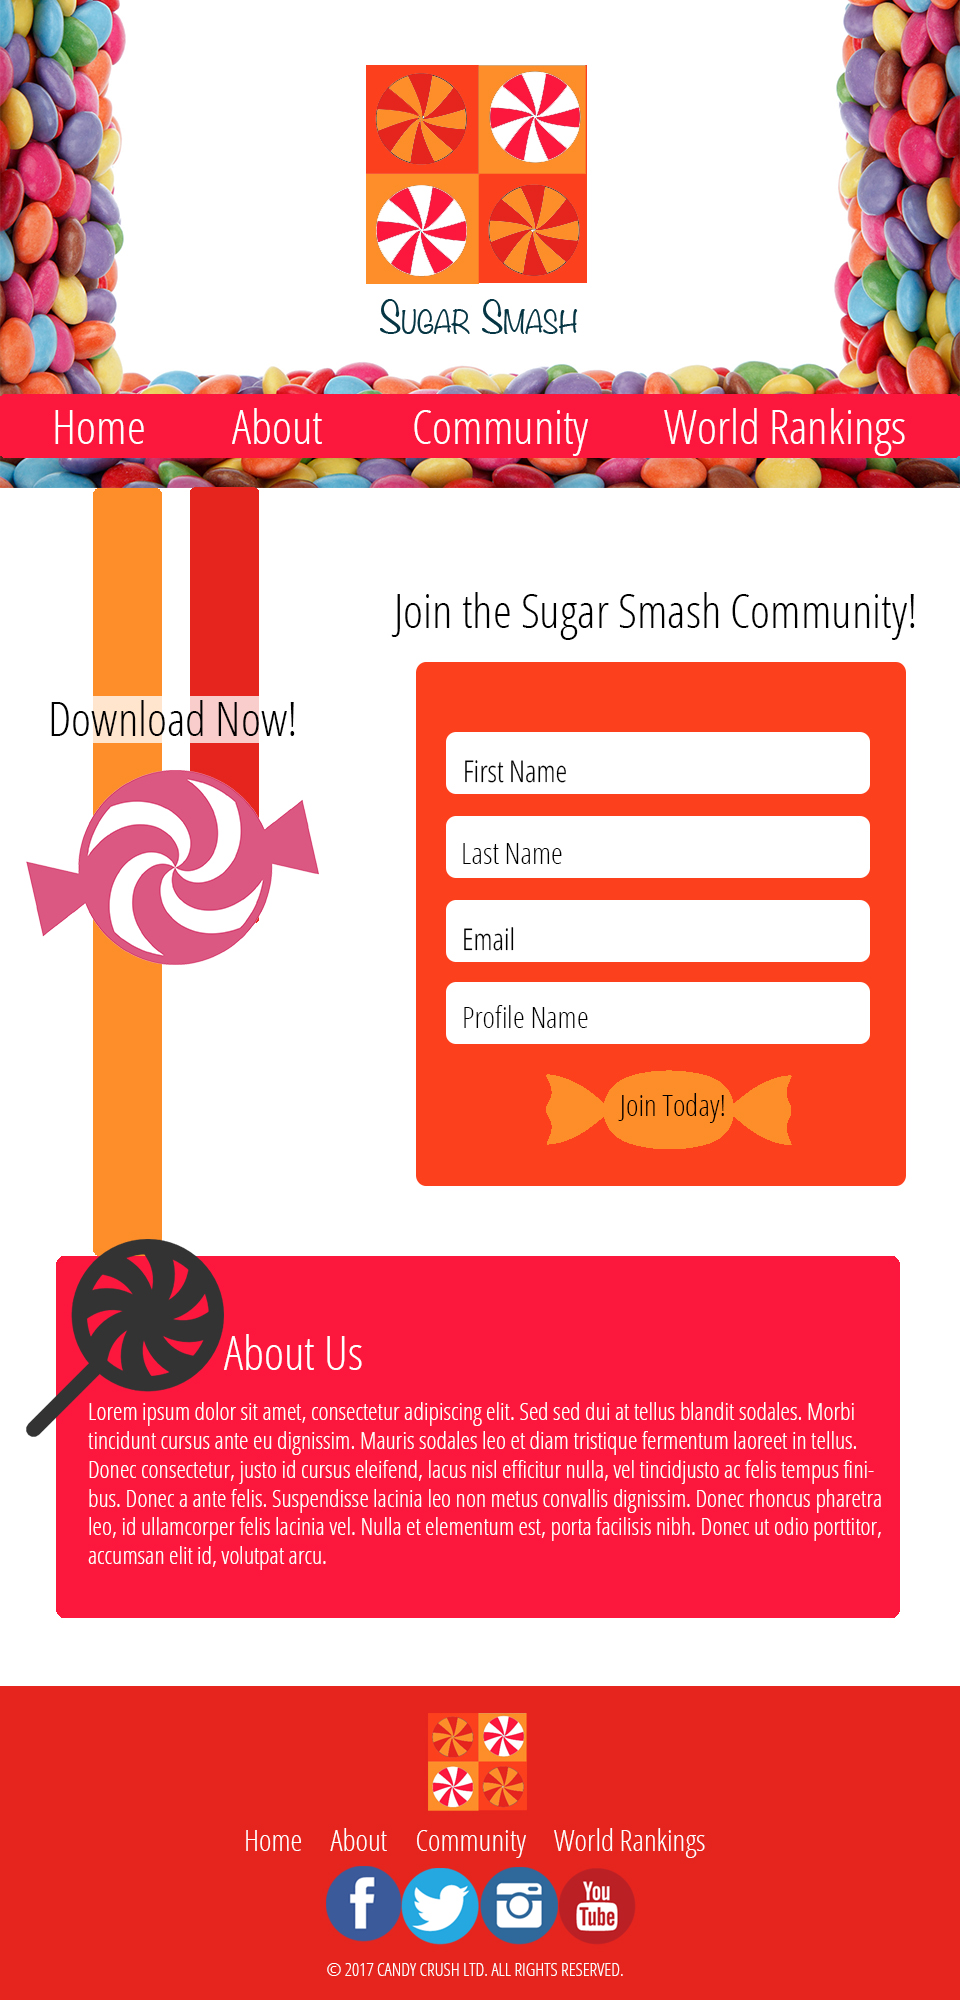 Sugar Smash
Home About Community World Rankings
Join the Sugar Smash Community!
Download Now!
First Name
Last Name
Email
Profile Name
Join Today!
About Us
Lorem ipsum dolor sit amet, consectetur adipiscing elit. Sed sed dui at tellus blandit sodales. Morbi
tincidunt cursus ante eu dignissim. Mauris sodales leo et diam tristique fermentum laoreet in tellus.
Donec consectetur, justo id cursus eleifend, lacus nisl efficitur nulla, vel tincidjusto ac felis tempus fini-
bus. Donec a ante felis. Suspendisse lacinia leo non metus convallis dignissim. Donec rhoncus pharetra
leo, id ullamcorper felis lacinia vel. Nulla et elementum est, porta facilisis nibh. Donec ut odio porttitor,
accumsan elit id, volutpat arcu.
Home About Community World Rankings
f
You
Tube
© 2017 CANDY CRUSH LTD. ALL RIGHTS RESERVED.